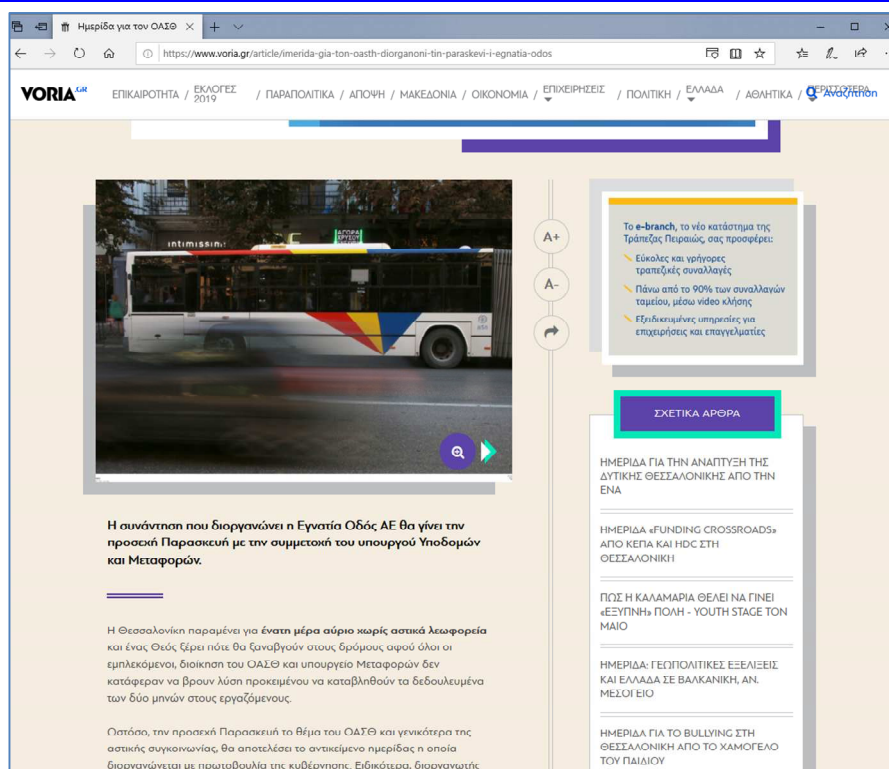 Ημερίδα για τον ΟΑΣΘ
https://www.voria.gr/article/imerida-gia-ton-oasth-diorganoni-tin-paraskevi-i-egnatia-odos
VORIA.GR
ΕΠΙΚΑΙΡΟΤΗΤΑ / ΕΚΛΟΓΕΣ 2019 / ΠΑΡΑΠΟΛΙΤΙΚΑ / ΑΠΟΨΗ / ΜΑΚΕΔΟΝΙΑ / ΟΙΚΟΝΟΜΙΑ / ΕΠΙΧΕΙΡΗΣΕΙΣ / ΠΟΛΙΤΙΚΗ / ΕΛΛΑΔΑ / ΑΘΛΗΤΙΚΑ / ΠΕΡΙΣΣΟΤΕΡΑ
Αναζήτηση
intimissimi
ΑΓΟΡΑ
ΧΡΥΣΟΥ
A+
A-
Η συνάντηση που διοργανώνει η Εγνατία Οδός ΑΕ θα γίνει την
προσεχή Παρασκευή με την συμμετοχή του υπουργού Υποδομών
και Μεταφορών.
Η Θεσσαλονίκη παραμένει για ένατη μέρα αύριο χωρίς αστικά λεωφορεία
και ένας Θεός ξέρει πότε θα ξαναβγούν στους δρόμους αφού όλοι οι
εμπλεκόμενοι, διοίκηση του ΟΑΣΘ και υπουργείο Μεταφορών δεν
κατάφεραν να βρουν λύση προκειμένου να καταβληθούν τα δεδουλευμένα
των δύο μηνών στους εργαζόμενους.
Ωστόσο, την προσεχή Παρασκευή το θέμα του ΟΑΣΘ και γενικότερα της
αστικής συγκοινωνίας, θα αποτελέσει το αντικείμενο ημερίδας η οποία
διοργανώνεται με πρωτοβουλία της κυβέρνησης. Ειδικότερα, διοργανωτής
Το e-branch, το νέο κατάστημα της
Τράπεζας Πειραιώς, σας προσφέρει:
Εύκολες και γρήγορες
τραπεζικές συναλλαγές
Πάνω από το 90% των συναλλαγών
ταμείου, μέσω video κλήσης
Εξειδικευμένες υπηρεσίες για
επιχειρήσεις και επαγγελματίες
ΣΧΕΤΙΚΑ ΑΡΘΡΑ
ΗΜΕΡΙΔΑ ΓΙΑ ΤΗΝ ΑΝΑΠΤΥΞΗ ΤΗΣ
ΔΥΤΙΚΗΣ ΘΕΣΣΑΛΟΝΙΚΗΣ ΑΠΟ ΤΗΝ
ΕΝΑ
ΗΜΕΡΙΔΑ «FUNDING CROSSROADS»
ΑΠΟ ΚΕΠΑ ΚΑΙ HDC ΣΤΗ
ΘΕΣΣΑΛΟΝΙΚΗ
ΠΩΣ Η ΚΑΛΑΜΑΡΙΑ ΘΕΛΕΙ ΝΑ ΓΙΝΕΙ
«ΕΞΥΠΝΗ» ΠΟΛΗ - YOUTH STAGE ΤΟΝ
ΜΑΙΟ
ΗΜΕΡΙΔΑ: ΓΕΩΠΟΛΙΤΙΚΕΣ ΕΞΕΛΙΞΕΙΣ
ΚΑΙ ΕΛΛΑΔΑ ΣΕ ΒΑΛΚΑΝΙΚΗ, ΑΝ.
ΜΕΣΟΓΕΙΟ
ΗΜΕΡΙΔΑ ΓΙΑ ΤΟ BULLYING ΣΤΗ
ΘΕΣΣΑΛΟΝΙΚΗ ΑΠΟ ΤΟ ΧΑΜΟΓΕΛΟ
ΤΟΥ ΠΑΙΔΙΟΥ